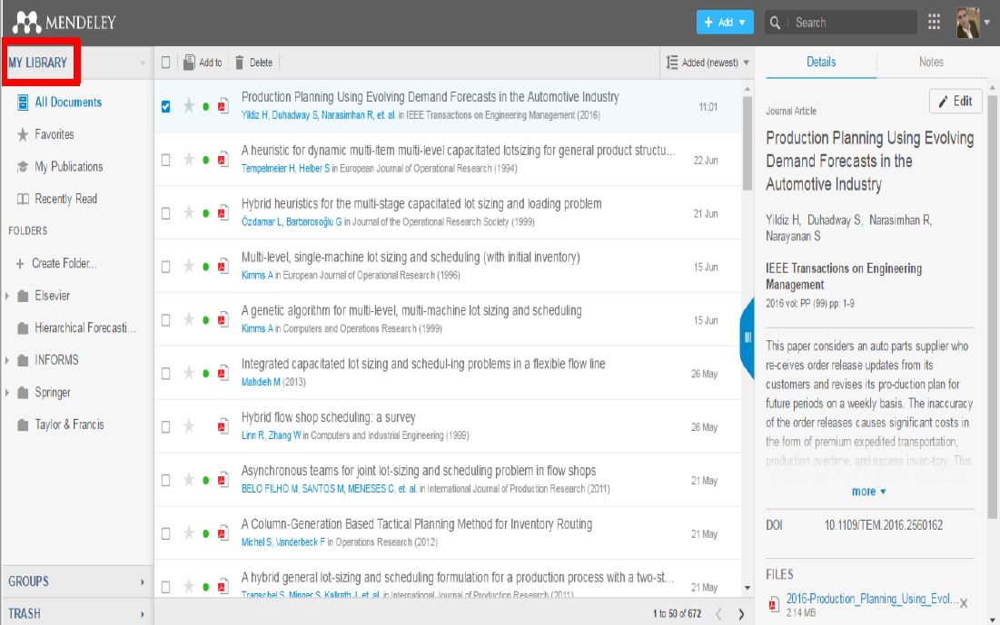 MENDELEY
+ Add
Search
MY LIBRARY
All Documents
Favorites
My Publications
Recently Read
FOLDERS
+ Create Folder...
Elsevier
Hierarchical Forecasti...
INFORMS
Springer
Taylor & Francis
GROUPS
TRASH
Add to
Delete
Added (newest)
Production Planning Using Evolving Demand Forecasts in the Automotive Industry
Yildiz H, Duhadway S, Narasimhan R, et. al. in IEEE Transactions on Engineering Management (2016)
11:01
A heuristic for dynamic multi-item multi-level capacitated lotsizing for general product structu...
Tempelmeier H, Helber S in European Journal of Operational Research (1994)
22 Jun
Hybrid heuristics for the multi-stage capacitated lot sizing and loading problem
Özdamar L, Barbarosoğlu G in Journal of the Operational Research Society (1999)
21 Jun
Multi-level, single-machine lot sizing and scheduling (with initial inventory)
Kimms A in European Journal of Operational Research (1996)
15 Jun
A genetic algorithm for multi-level, multi-machine lot sizing and scheduling
Kimms A in Computers and Operations Research (1999)
15 Jun
Integrated capacitated lot sizing and schedul-ing problems in a flexible flow line
Mahdieh M (2013)
26 May
Hybrid flow shop scheduling: a survey
Linn R, Zhang W in Computers and Industrial Engineering (1999)
26 May
Asynchronous teams for joint lot-sizing and scheduling problem in flow shops
BELO FILHO M, SANTOS M, MENESES C, et. al. in International Journal of Production Research (2011)
21 May
A Column-Generation Based Tactical Planning Method for Inventory Routing
Michel S, Vanderbeck F in Operations Research (2012)
21 May
A hybrid general lot-sizing and scheduling formulation for a production process with a two-st...
Transchel S, Minner S, Kallrath J, et. al. in International Journal of Production Research (2011)
21 May
1 to 50 of 672
Details
Notes
Edit
Journal Article
Production Planning Using Evolving
Demand Forecasts in the
Automotive Industry
Yildiz H, Duhadway S, Narasimhan R,
Narayanan S
IEEE Transactions on Engineering
Management
2016 vol: PP (99) pp: 1-9
This paper considers an auto parts supplier who
re-ceives order release updates from its
customers and revises its pro-duction plan for
future periods on a weekly basis. The inaccuracy
of the order releases causes significant costs in
the form of premium expedited transportation,
production overtime, and excess inven-tory. This
more
DOI
10.1109/TEM.2016.2560162
FILES
2016-Production_Planning_Using_Evol...
2.14 MB